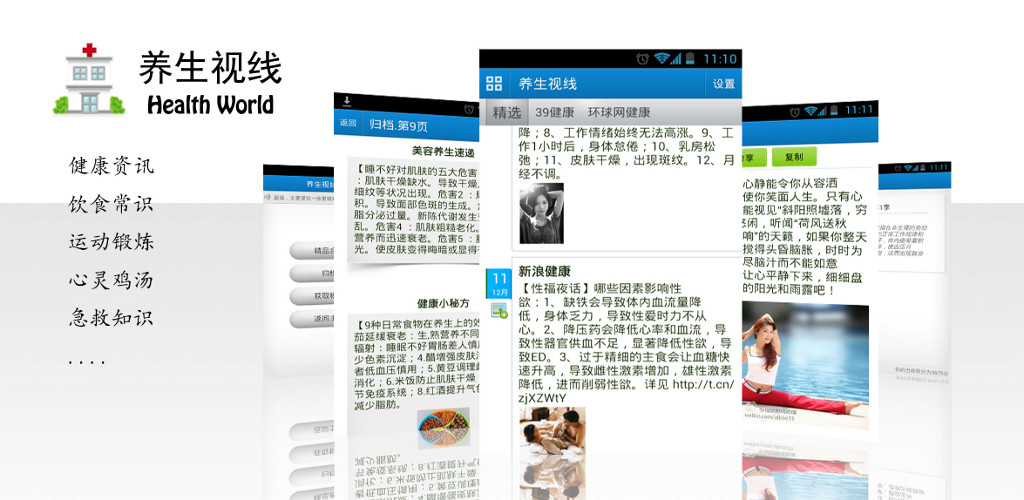 养生视线
Health World
健康资讯
饮食常识
运动锻炼
心灵鸡汤
急救知识
....
养生视
返回
归档.第9页
美容养生速递
【睡不好对肌肤的五大危害
：肌肤干燥缺水。导致干燥、
细纹等状况出现。危害2：
积。导致面部色斑的生成。
脂分泌过量。新陈代谢发生
乱。危害4：肌肤粗糙老化。
营养而迅速衰老。危害5：
光。使皮肤变得晦暗或显得
健康小秘方
【9种日常食物在养生上的效
茄延缓衰老：生,熟营养不同
辐射：睡眠不好胃肠差人慎
少色素沉淀；4.醋增强皮肤
者低血压慎用；5.黄豆调理
消化；6.米饭防止肌肤干燥
节免疫系统；8.红酒提升气
减少脂肪。
11:10
养生视线
设置
精选
39健康
环球网健康
降；8、工作情绪始终无法高涨。9、工
作1小时后，身体怠倦；10、乳房松
弛；11、皮肤干燥，出现斑纹。12、月
经不调。
11
12月
新浪健康
【性福夜话】哪些因素影响性
欲：1、缺铁会导致体内血流量降
低，身体乏力，导致性爱时力不从
心。2、降压药会降低心率和血流，导
致性器官供血不足，显著降低性欲，导
致ED。3、过于精细的主食会让血糖快
速升高，导致雌性激素增加，雄性激素
降低，进而削弱性欲。详见 http://t.cn/
zjXZWtY
11:11
享
复制
心静能令你从容洒
使你笑面人生。只有心
能视见"斜阳照墟落，穷
闲，听闻"荷风送秋
响"的天籁，如果你整天
搅得头昏脑胀，时时为
尽脑汁而不能如意
让心平静下来，细细盘
的阳光和雨露吧！
11:11